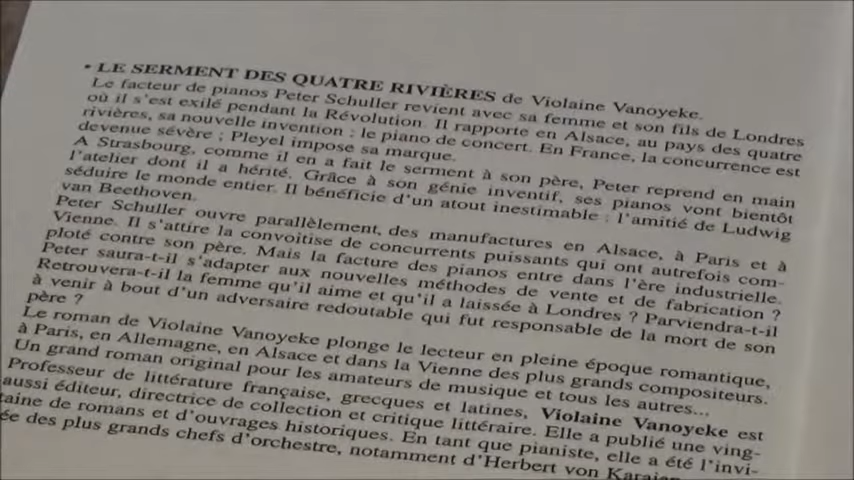 • LE SERMENT DES QUATRE RIVIÈRES de Violaine Vanoyeke.
Le facteur de pianos Peter Schuller revient avec sa femme et son fils de Londres
où il s'est exilé pendant la Révolution. Il rapporte en Alsace, au pays des quatre
rivières, sa nouvelle invention : le piano de concert. En France, la concurrence est
devenue sévère ; Pleyel impose sa marque.
A Strasbourg, comme il en a fait le serment à son père, Peter reprend en main
l'atelier dont il a hérité. Grâce à son génie inventif, ses pianos vont bientôt
séduire le monde entier. Il bénéficie d'un atout inestimable : l'amitié de Ludwig
van Beethoven.
Peter Schuller ouvre parallèlement, des manufactures en Alsace, à Paris et à
Vienne. Il s'attire la convoitise de concurrents puissants qui ont autrefois com-
ploté contre son père. Mais la facture des pianos entre dans l'ère industrielle.
Peter saura-t-il s'adapter aux nouvelles méthodes de vente et de fabrication ?
Retrouvera-t-il la femme qu'il aime et qu'il a laissée à Londres ? Parviendra-t-il
à venir à bout d'un adversaire redoutable qui fut responsable de la mort de son
père ?
Le roman de Violaine Vanoyeke plonge le lecteur en pleine époque romantique,
à Paris, en Allemagne, en Alsace et dans la Vienne des plus grands compositeurs.
Un grand roman original pour les amateurs de musique et tous les autres...
Professeur de littérature française, grecques et latines, Violaine Vanoyeke est
aussi éditeur, directrice de collection et critique littéraire. Elle a publié une ving-
taine de romans et d'ouvrages historiques. En tant que pianiste, elle a été l'invi-
ée des plus grands chefs d'orchestre, notamment d'Herbert von Karajan